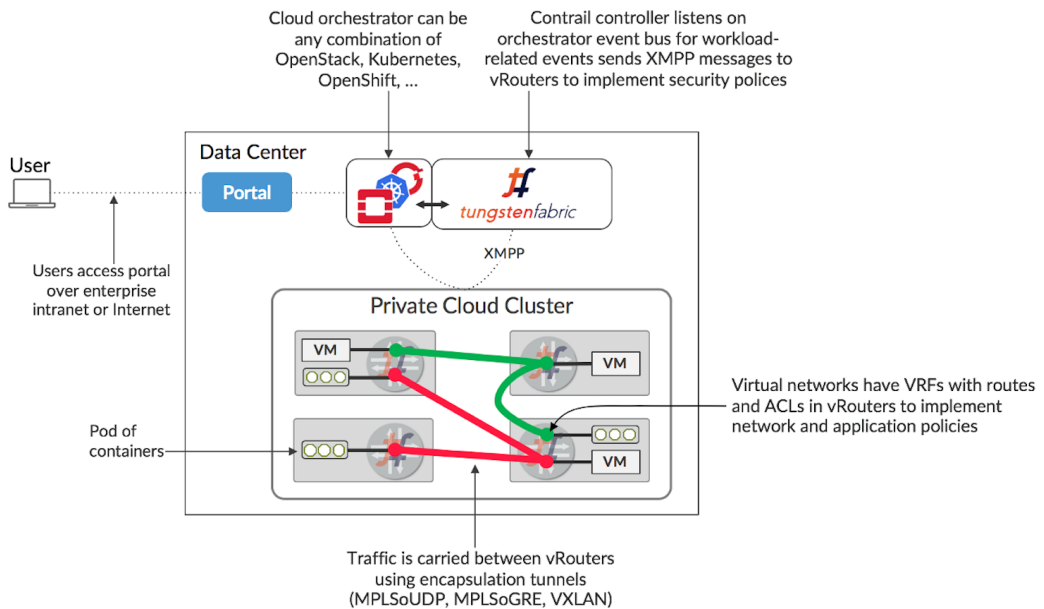 Cloud orchestrator can be
any combination of
OpenStack, Kubernetes,
OpenShift, ...
Contrail controller listens on
orchestrator event bus for workload-
related events sends XMPP messages to
vRouters to implement security polices
User
Data Center
Portal
tungstenfabric
XMPP
Users access portal
over enterprise
intranet or Internet
Private Cloud Cluster
VM
VM
Virtual networks have VRFs with routes
and ACLs in vRouters to implement
network and application policies
Pod of
containers
VM
Traffic is carried between vRouters
using encapsulation tunnels
(MPLSoUDP, MPLSoGRE, VXLAN)